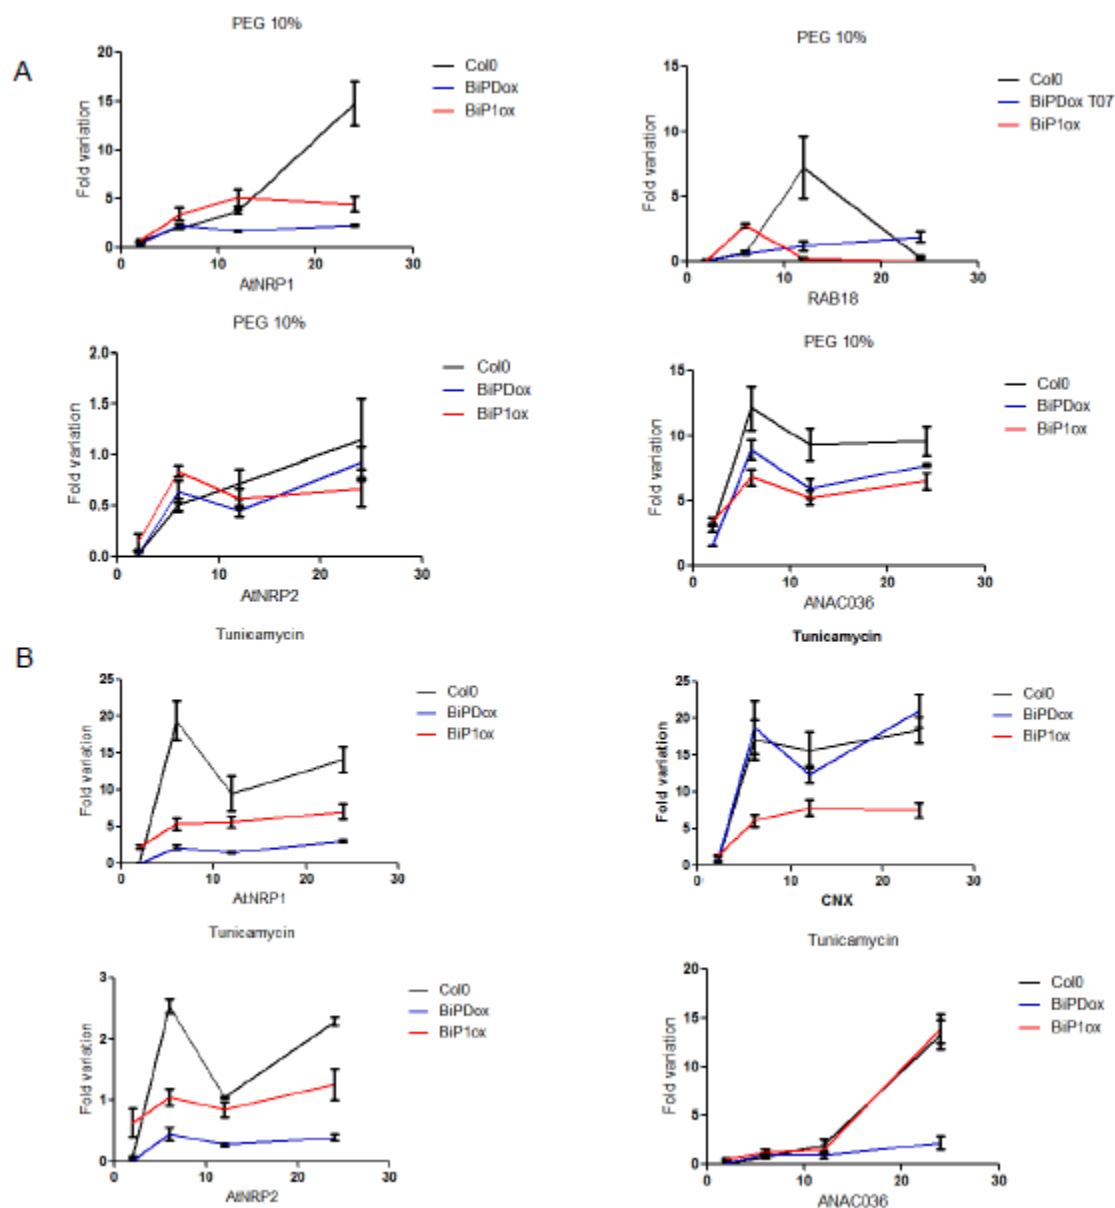 A
PEG 10%
Fold variation
20
15
10
5
0
0 10 20 30
AtNRP1
Col0
BiPDox
BiP1ox
PEG 10%
Fold variation
15
10
5
0
0 10 20 30
RAB18
Col0
BiPDox T07
BiP1ox
PEG 10%
Fold variation
2.0
1.5
1.0
0.5
0.0
0 10 20 30
AtNRP2
Col0
BiPDox
BiP1ox
PEG 10%
Fold variation
15
10
5
0
0 10 20 30
ANAC036
Col0
BiPDox
BiP1ox
B
Tunicamycin
Fold variation
25
20
15
10
5
0
0 10 20 30
AtNRP1
Col0
BiPDox
BiP1ox
Tunicamycin
Fold variation
25
20
15
10
5
0
0 10 20 30
CNX
Col0
BiPDox
BiP1ox
Tunicamycin
Fold variation
3
2
1
0
0 10 20 30
AtNRP2
Col0
BiPDox
BiP1ox
Tunicamycin
Fold variation
20
15
10
5
0
0 10 20 30
ANAC036
Col0
BiPDox
BiP1ox